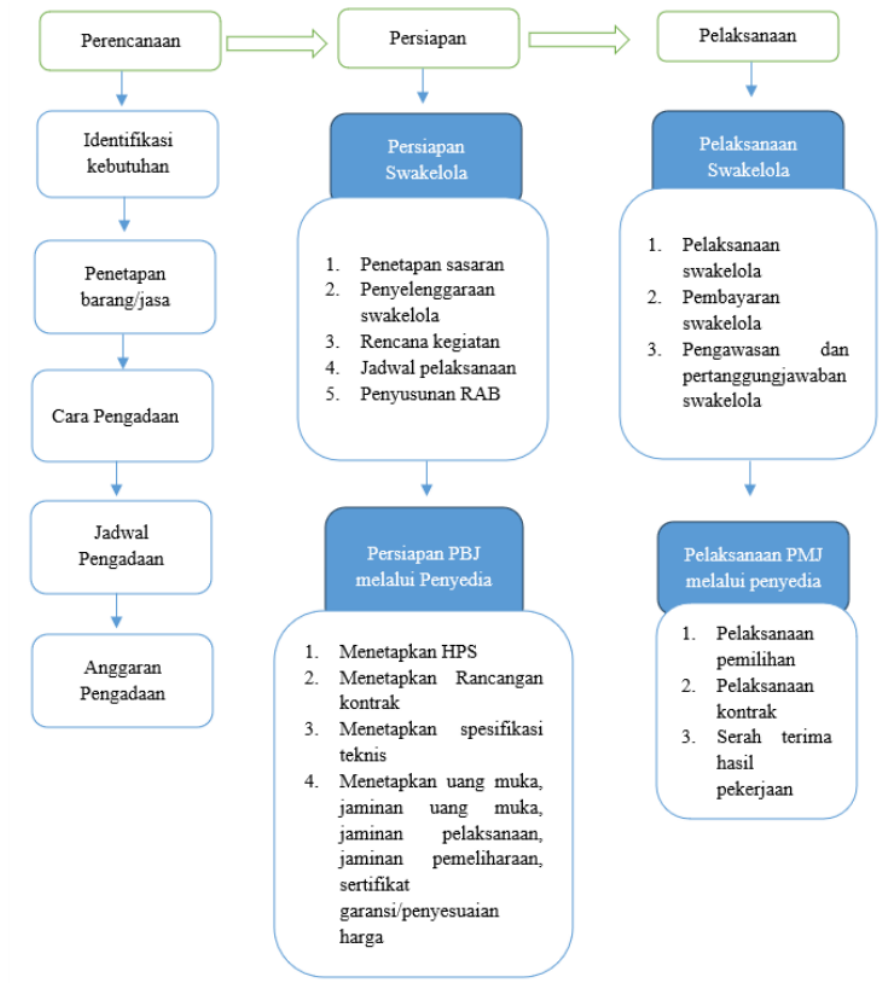 Perencanaan
Identifikasi
kebutuhan
Penetapan
barang/jasa
Cara Pengadaan
Jadwal
Pengadaan
Anggaran
Pengadaan
Persiapan
Persiapan
Swakelola
1. Penetapan sasaran
2. Penyelenggaraan
swakelola
3. Rencana kegiatan
4. Jadwal pelaksanaan
5. Penyusunan RAB
Persiapan PBJ
melalui Penyedia
1. Menetapkan HPS
2. Menetapkan Rancangan
kontrak
3. Menetapkan spesifikasi
teknis
4. Menetapkan uang muka,
jaminan uang muka,
jaminan pelaksanaan,
jaminan pemeliharaan,
sertifikat
garansi/penyesuaian
harga
Pelaksanaan
Pelaksanaan
Swakelola
1. Pelaksanaan
swakelola
2. Pembayaran
swakelola
3. Pengawasan dan
pertanggungjawaban
swakelola
Pelaksanaan PMJ
melalui penyedia
1. Pelaksanaan
pemilihan
2. Pelaksanaan
kontrak
3. Serah terima
hasil
pekerjaan